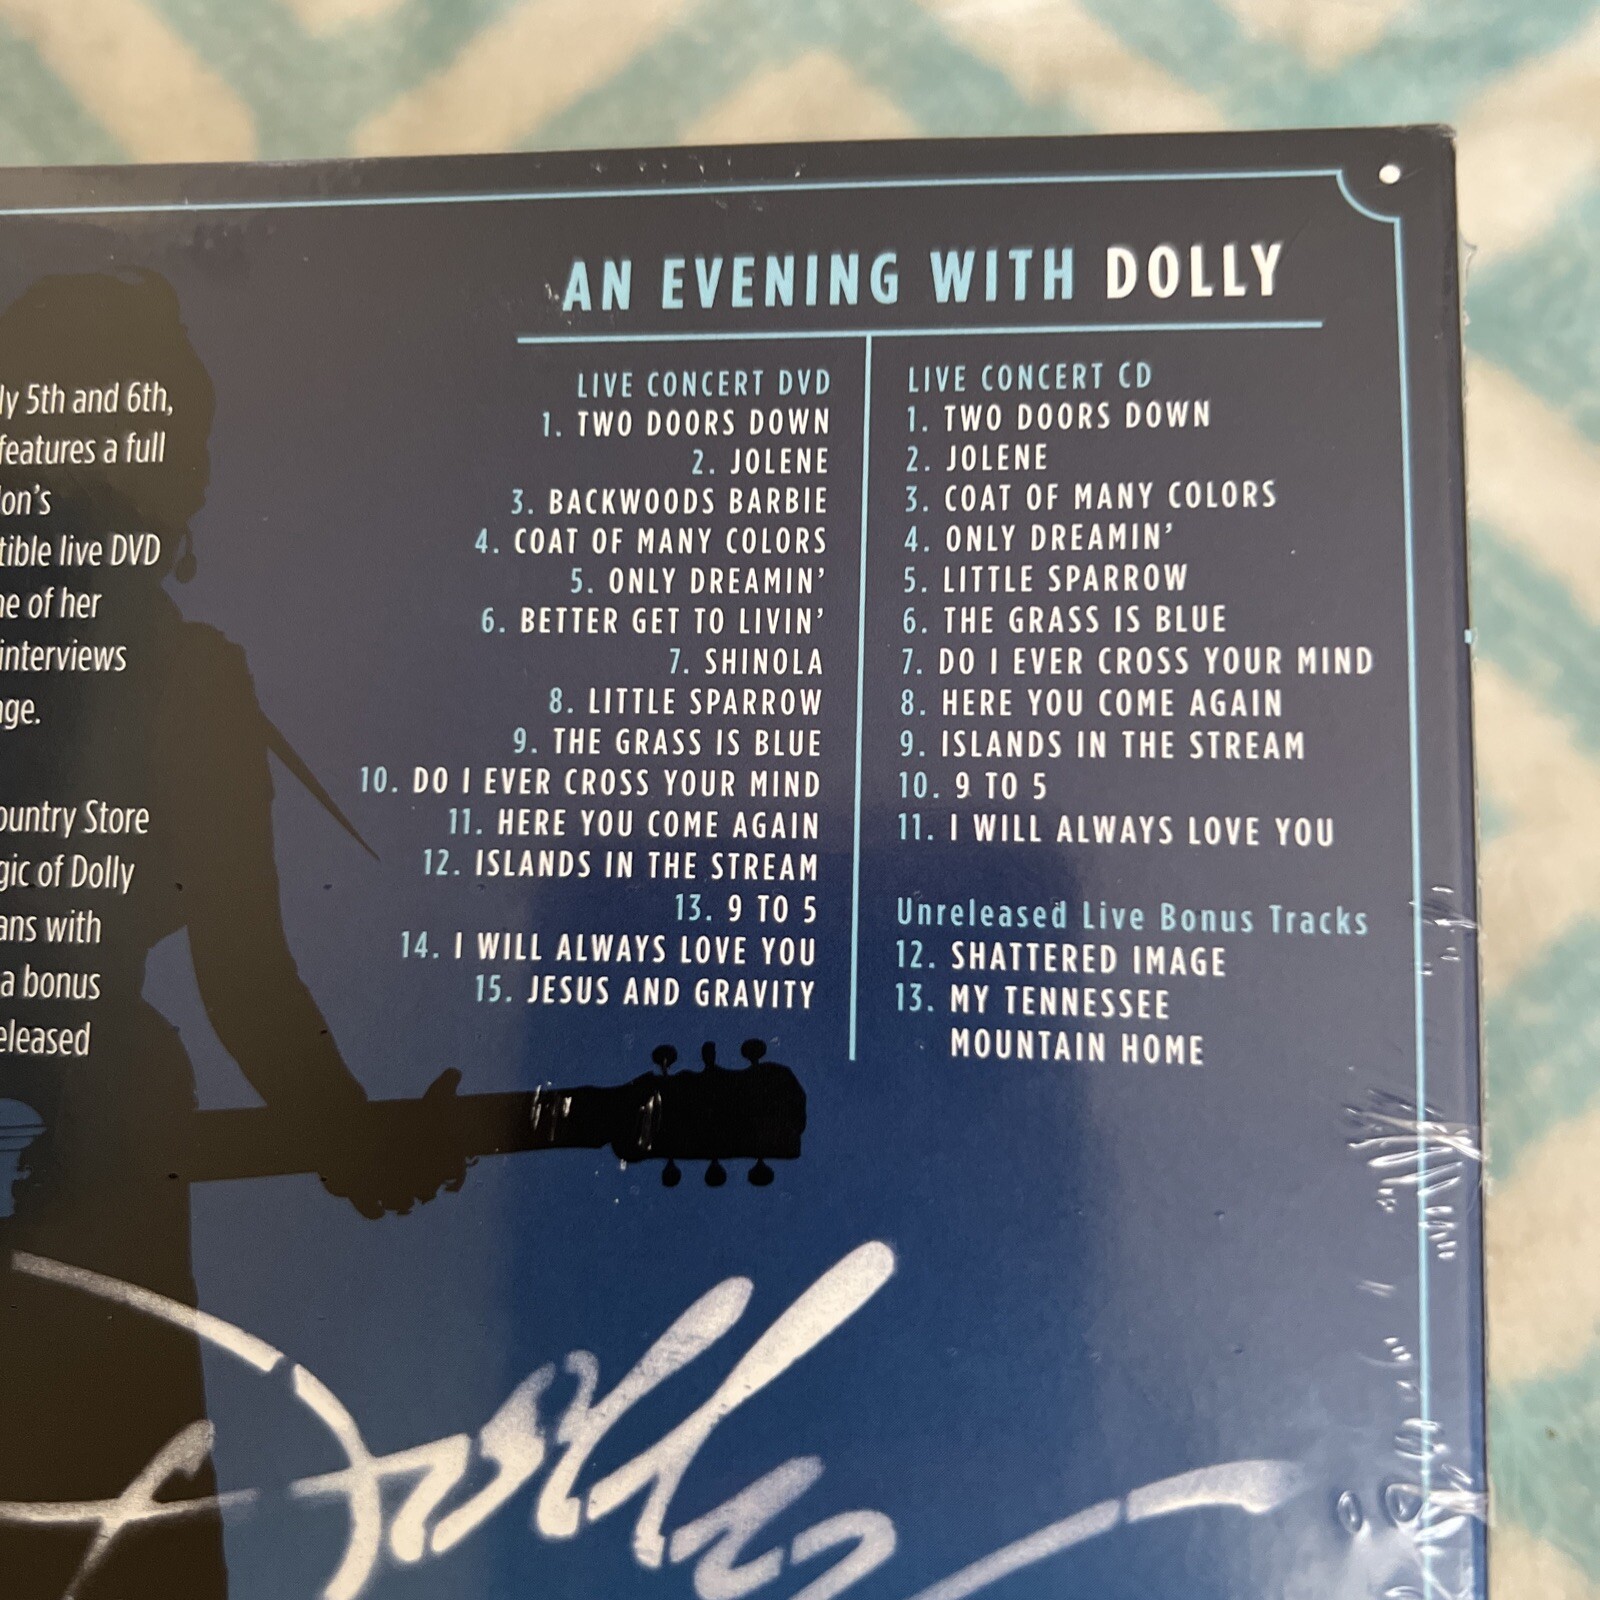 ly 5th and 6th,
features a full
on's
tible live DVD
ne of her
interviews
ge.
ountry Store
gic of Dolly
ans with
a bonus
eleased
AN EVENING WITH DOLLY
LIVE CONCERT DVD
1. TWO DOORS DOWN
2. JOLENE
3. BACKWOODS BARBIE
4. COAT OF MANY COLORS
5. ONLY DREAMIN'
6. BETTER GET TO LIVIN'
7. SHINOLA
8. LITTLE SPARROW
9. THE GRASS IS BLUE
10. DO I EVER CROSS YOUR MIND
11. HERE YOU COME AGAIN
12. ISLANDS IN THE STREAM
13. 9 TO 5
14. I WILL ALWAYS LOVE YOU
15. JESUS AND GRAVITY
LIVE CONCERT CD
1. TWO DOORS DOWN
2. JOLENE
3. COAT OF MANY COLORS
4. ONLY DREAMIN'
5. LITTLE SPARROW
6. THE GRASS IS BLUE
7. DO I EVER CROSS YOUR MIND
8. HERE YOU COME AGAIN
9. ISLANDS IN THE STREAM
10. 9 TO 5
11. I WILL ALWAYS LOVE YOU
Unreleased Live Bonus Tracks
12. SHATTERED IMAGE
13. MY TENNESSEE
MOUNTAIN HOME
Dolly